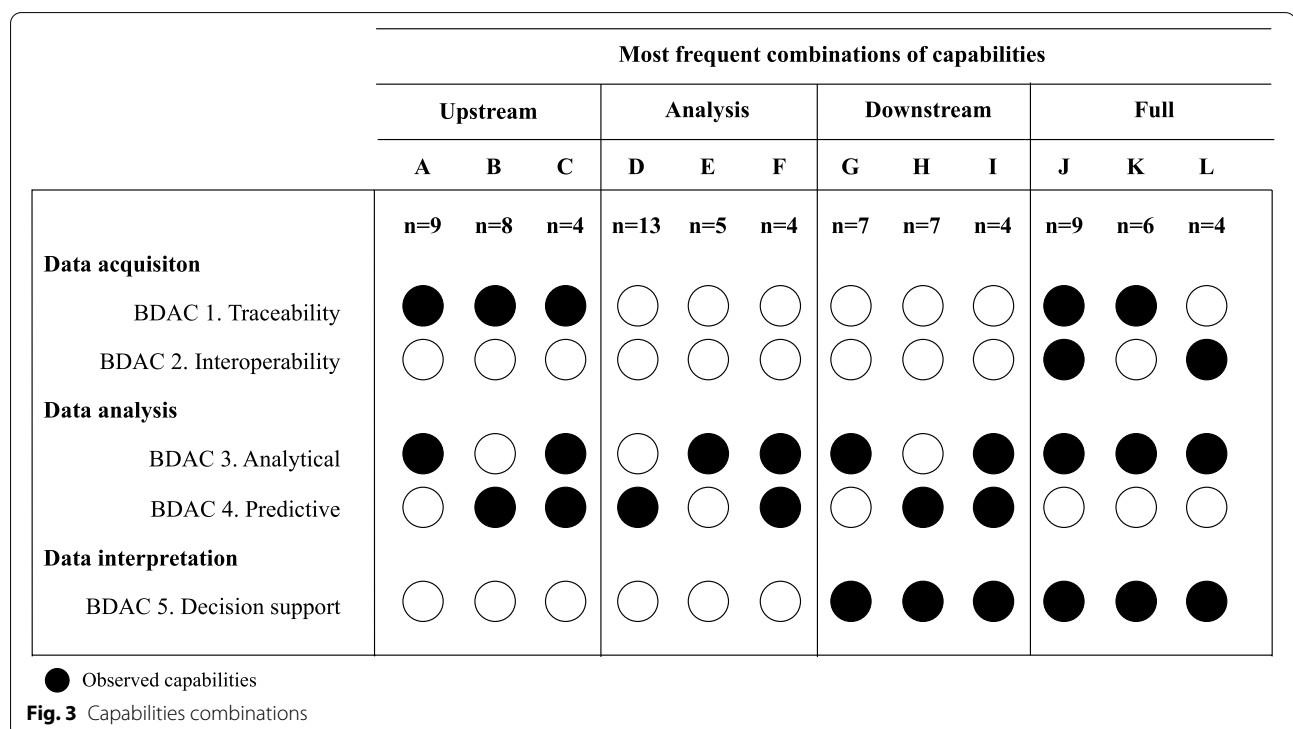 Most frequent combinations of capabilities
Upstream Analysis Downstream Full
A B C D E F G H I J K L
n=9 n=8 n=4 n=13 n=5 n=4 n=7 n=7 n=4 n=9 n=6 n=4
Data acquisiton
BDAC 1. Traceability
BDAC 2. Interoperability
Data analysis
BDAC 3. Analytical
BDAC 4. Predictive
Data interpretation
BDAC 5. Decision support
Observed capabilities
Fig. 3 Capabilities combinations